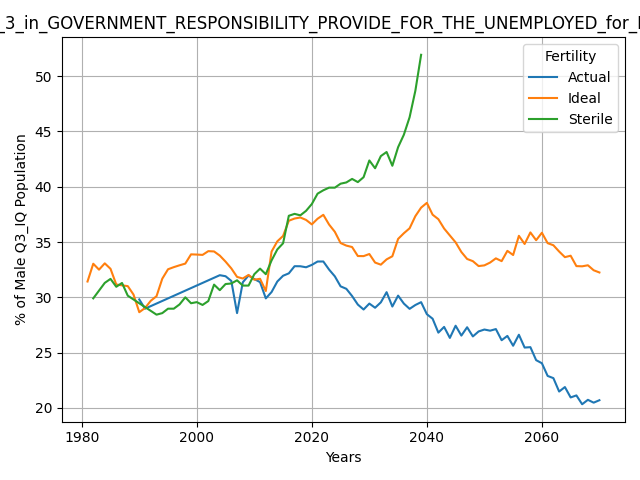 _3_in_GOVERNMENT_RESPONSIBILITY_PROVIDE_FOR_THE_UNEMPLOYED_for_
Fertility
Actual
Ideal
Sterile
% of Male Q3_IQ Population
50
45
40
35
30
25
20
1980
2000
2020
2040
2060
Years